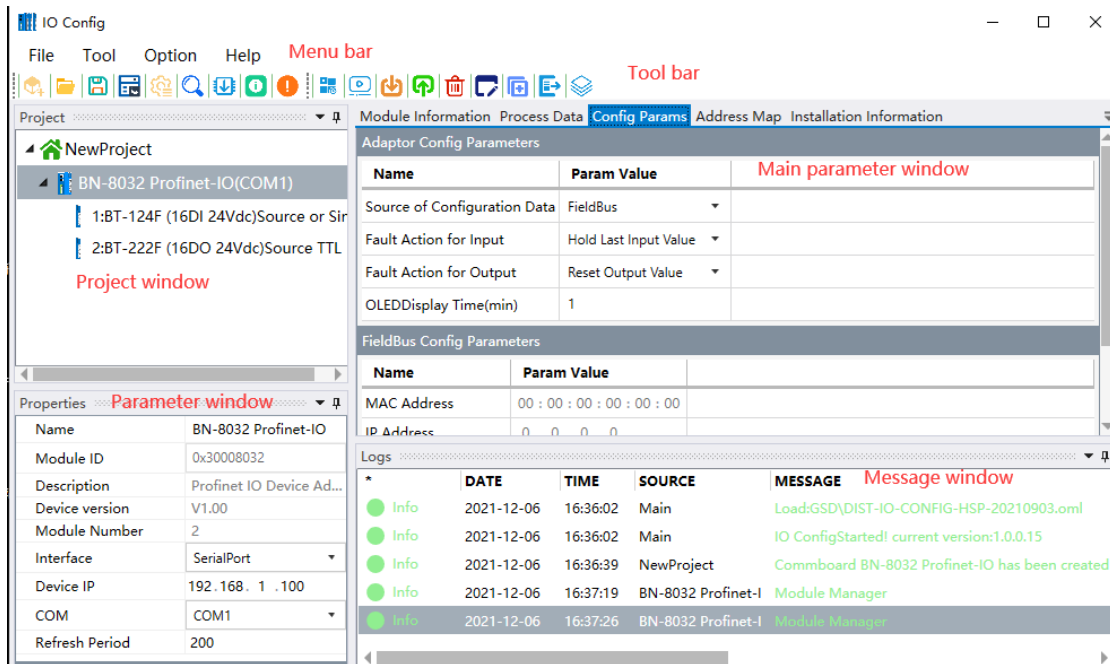 IO Config
File Tool Option Help Menu bar
Tool bar
Project
NewProject
BN-8032 Profinet-IO(COM1)
1:BT-124F (16DI 24Vdc)Source or Sir
2:BT-222F (16DO 24Vdc)Source TTL
Project window
Module Information Process Data Config Params Address Map Installation Information
Adaptor Config Parameters
Name Param Value Main parameter window
Source of Configuration Data FieldBus
Fault Action for Input Hold Last Input Value
Fault Action for Output Reset Output Value
OLEDDisplay Time(min) 1
FieldBus Config Parameters
Name Param Value
MAC Address 00 : 00 : 00 : 00 : 00 : 00
IP Address 0 0 0 0
Properties Parameter window
Name BN-8032 Profinet-IO
Module ID 0x30008032
Description Profinet IO Device Ad...
Device version V1.00
Module Number 2
Interface SerialPort
Device IP 192.168. 1 .100
COM COM1
Refresh Period 200
Logs
* DATE TIME SOURCE MESSAGE Message window
Info 2021-12-06 16:36:02 Main Load:GSD\DIST-IO-CONFIG-HSP-20210903.oml
Info 2021-12-06 16:36:02 Main IO ConfigStarted! current version:1.0.0.15
Info 2021-12-06 16:36:39 NewProject Commboard BN-8032 Profinet-IO has been created
Info 2021-12-06 16:37:19 BN-8032 Profinet-I Module Manager
Info 2021-12-06 16:37:26 BN-8032 Profinet-I Module Manager